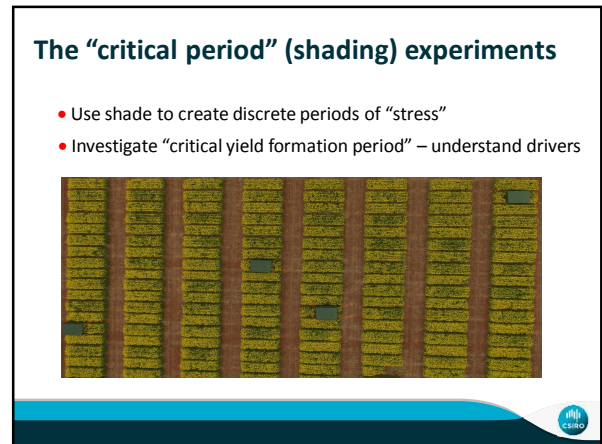 The “critical period” (shading) experiments
• Use shade to create discrete periods of “stress”
• Investigate “critical yield formation period” – understand drivers
CSIRO